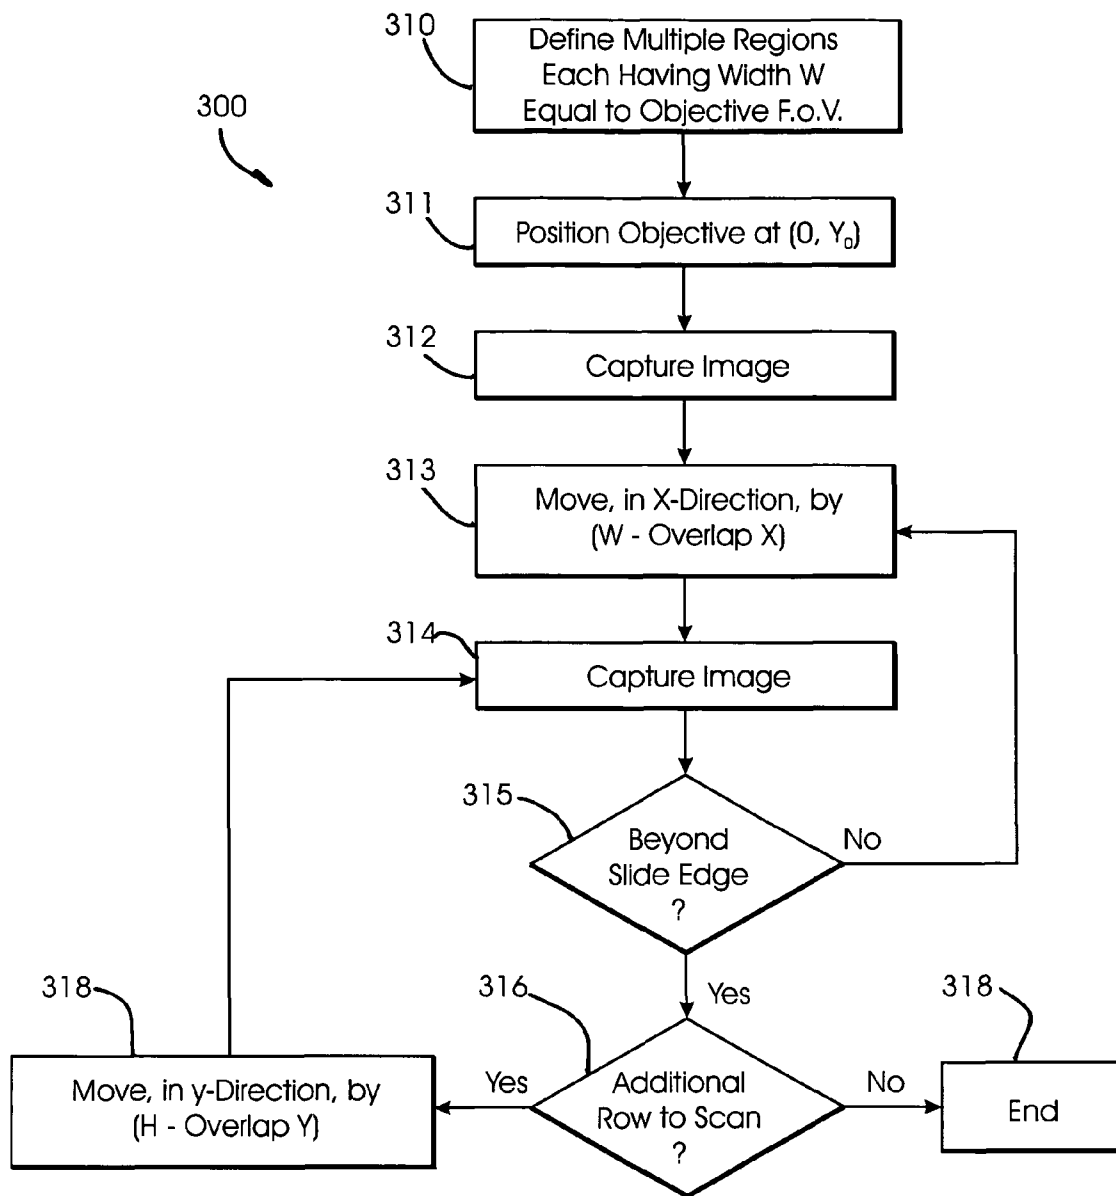 310
Define Multiple Regions
Each Having Width W
Equal to Objective F.o.V.
300
311
Position Objective at (0, Y₀)
312
Capture Image
313
Move, in X-Direction, by
(W - Overlap X)
314
Capture Image
315
Beyond
Slide Edge
?
No
Yes
318
316
318
Move, in y-Direction, by
(H - Overlap Y)
Yes
Additional
Row to Scan
?
No
End